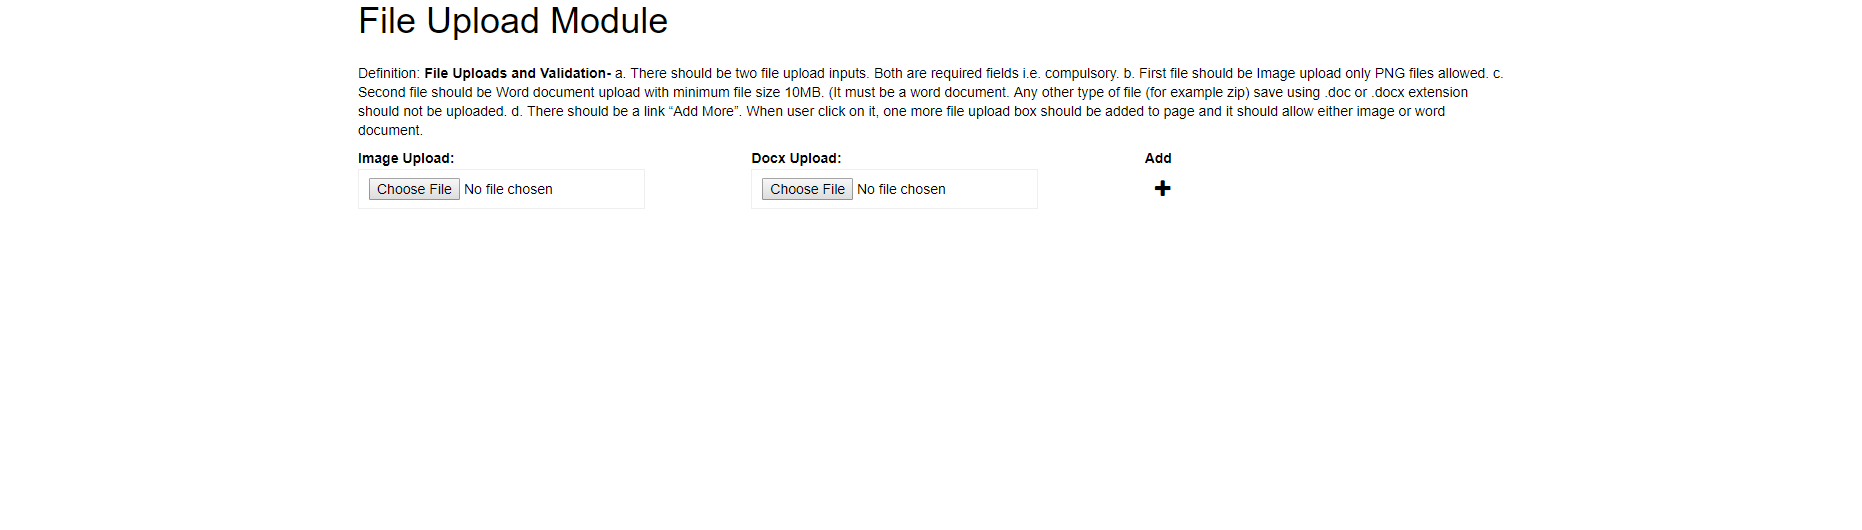 File Upload Module
Definition: File Uploads and Validation- a. There should be two file upload inputs. Both are required fields i.e. compulsory. b. First file should be Image upload only PNG files allowed. c.
Second file should be Word document upload with minimum file size 10MB. (It must be a word document. Any other type of file (for example zip) save using .doc or .docx extension
should not be uploaded. d. There should be a link “Add More”. When user click on it, one more file upload box should be added to page and it should allow either image or word
document.
Image Upload: Docx Upload: Add
Choose File No file chosen Choose File No file chosen